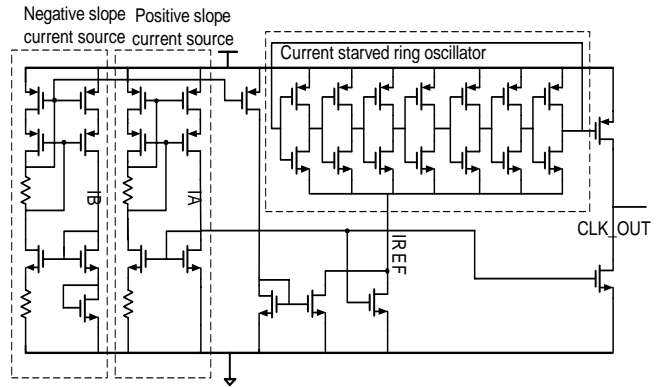 Negative slope
current source
Positive slope
current source
Current starved ring oscillator
IB
IA
IREF
CLK_OUT